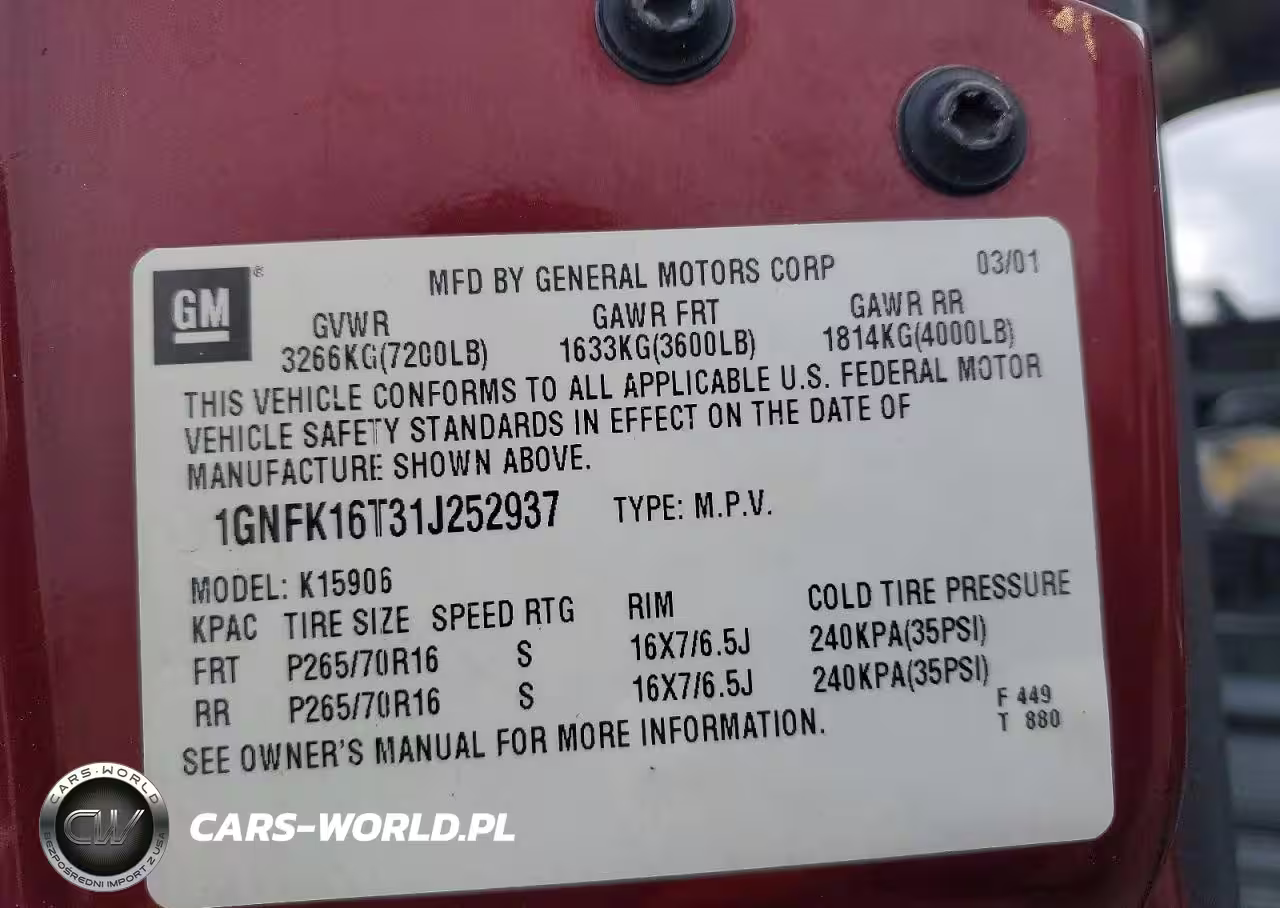 GM ®
MFD BY GENERAL MOTORS CORP 03/01
GVWR GAWR FRT GAWR RR
3266KG(7200LB) 1633KG(3600LB) 1814KG(4000LB)
THIS VEHICLE CONFORMS TO ALL APPLICABLE U.S. FEDERAL MOTOR
VEHICLE SAFETY STANDARDS IN EFFECT ON THE DATE OF
MANUFACTURE SHOWN ABOVE.
1GNFK16T31J252937 TYPE: M.P.V.
MODEL: K15906
KPAC TIRE SIZE SPEED RTG RIM COLD TIRE PRESSURE
FRT P265/70R16 S 16X7/6.5J 240KPA(35PSI)
RR P265/70R16 S 16X7/6.5J 240KPA(35PSI)
F 449
T 880
SEE OWNER'S MANUAL FOR MORE INFORMATION.
CARS-WORLD
CW
BEZPOŚREDNI IMPORT Z USA
CARS-WORLD.PL